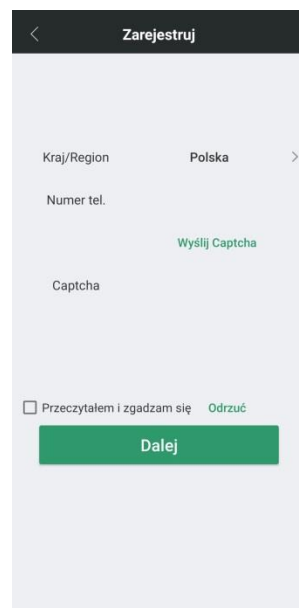 Zarejestruj
Kraj/Region Polska
Numer tel.
Wyślij Captcha
Captcha
Przeczytałem i zgadzam się Odrzuć
Dalej